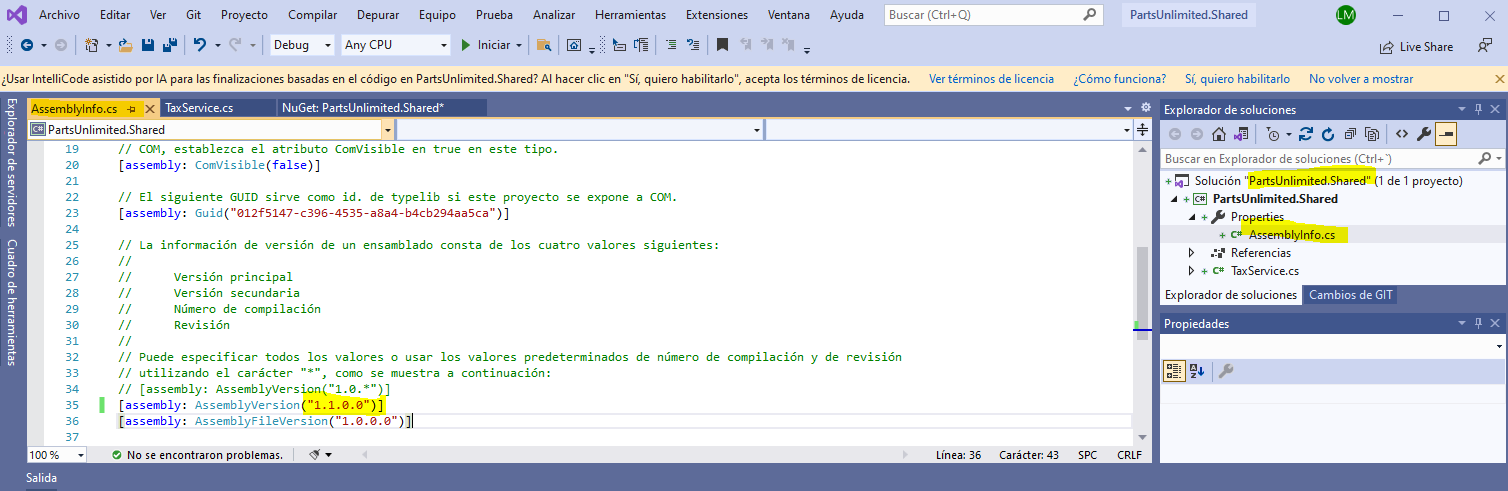 Archivo Editar Ver Git Proyecto Compilar Depurar Equipo Prueba Analizar Herramientas Extensiones Ventana Ayuda Buscar (Ctrl+Q) PartsUnlimited.Shared LM
Debug Any CPU Iniciar Live Share
¿Usar IntelliCode asistido por IA para las finalizaciones basadas en el código en PartsUnlimited.Shared? Al hacer clic en "Sí, quiero habilitarlo", acepta los términos de licencia. Ver términos de licencia ¿Cómo funciona? Sí, quiero habilitarlo No volver a mostrar
Explorador de servidores
Cuadro de herramientas
AssemblyInfo.cs TaxService.cs NuGet: PartsUnlimited.Shared*
C# PartsUnlimited.Shared
19 // COM, establezca el atributo ComVisible en true en este tipo.
20 [assembly: ComVisible(false)]
21
22 // El siguiente GUID sirve como id. de typelib si este proyecto se expone a COM.
23 [assembly: Guid("012f5147-c396-4535-a8a4-b4cb294aa5ca")]
24
25 // La información de versión de un ensamblado consta de los cuatro valores siguientes:
26 //
27 // Versión principal
28 // Versión secundaria
29 // Número de compilación
30 // Revisión
31 //
32 // Puede especificar todos los valores o usar los valores predeterminados de número de compilación y de revisión
33 // utilizando el carácter "*", como se muestra a continuación:
34 // [assembly: AssemblyVersion("1.0.*")]
35 [assembly: AssemblyVersion("1.1.0.0")]
36 [assembly: AssemblyFileVersion("1.0.0.0")]
37
100 % No se encontraron problemas. Línea: 36 Carácter: 43 SPC CRLF
Salida
Explorador de soluciones
Buscar en Explorador de soluciones (Ctrl+`)
Solución "PartsUnlimited.Shared" (1 de 1 proyecto)
C# PartsUnlimited.Shared
Properties
C# AssemblyInfo.cs
Referencias
C# TaxService.cs
Explorador de soluciones Cambios de GIT
Propiedades